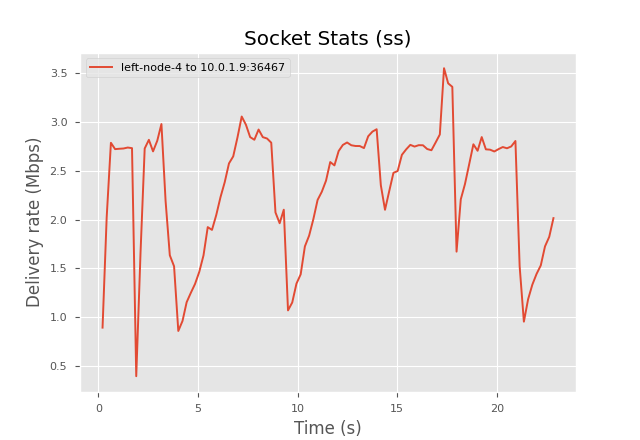 Socket Stats (ss)
left-node-4 to 10.0.1.9:36467
Delivery rate (Mbps)
3.5
3.0
2.5
2.0
1.5
1.0
0.5
0 5 10 15 20
Time (s)